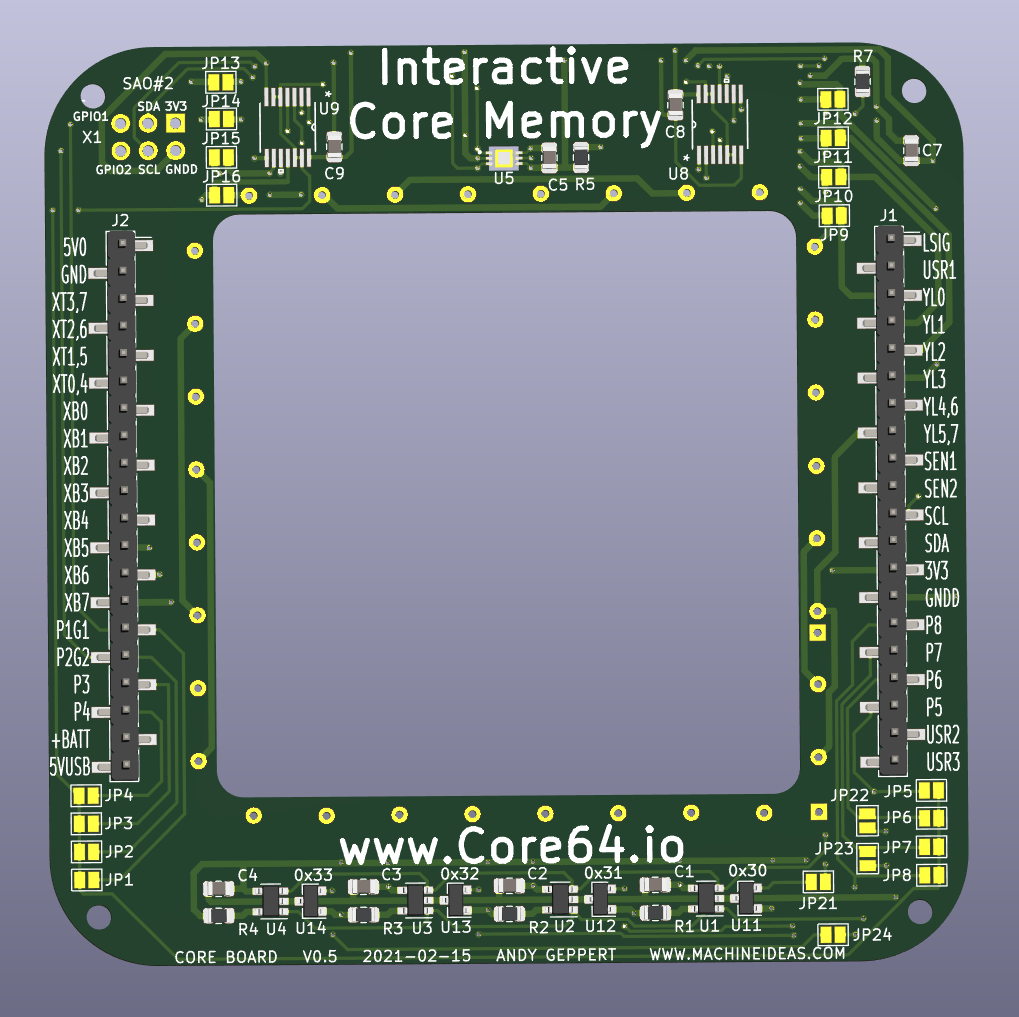 Interactive
Core Memory
SAO#2
GPIO1 SDA 3V3
X1
GPIO2 SCL GNDD
JP13
JP14
JP15
JP16
U9
C9
U5
C5
R5
C8
U8
R7
C7
JP12
JP11
JP10
JP9
J2
5V0
GND
XT3,7
XT2,6
XT1,5
XT0,4
XB0
XB1
XB2
XB3
XB4
XB5
XB6
XB7
P1G1
P2G2
P3
P4
+BATT
5VUSB
J1
LSIG
USR1
YL0
YL1
YL2
YL3
YL4,6
YL5,7
SEN1
SEN2
SCL
SDA
3V3
GNDD
P8
P7
P6
P5
USR2
USR3
JP4
JP3
JP2
JP1
JP22
JP23
JP5
JP6
JP7
JP8
JP21
JP24
www.Core64.io
C4 0x33 C3 0x32 C2 0x31 C1 0x30
R4 U4 U14 R3 U3 U13 R2 U2 U12 R1 U1 U11
CORE BOARD V0.5 2021-02-15 ANDY GEPPERT WWW.MACHINEIDEAS.COM